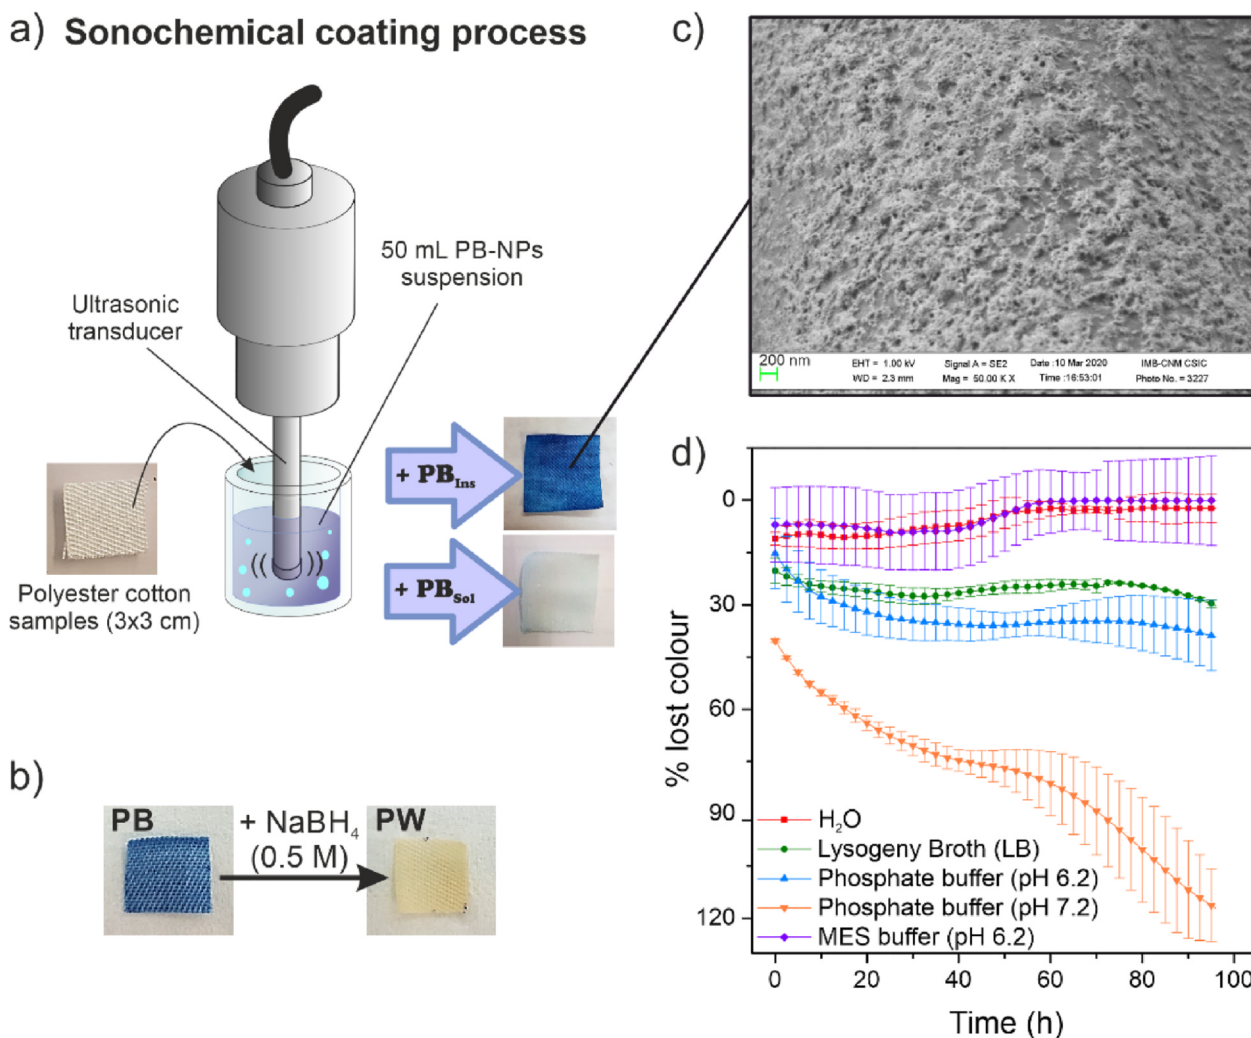 a) Sonochemical coating process
50 mL PB-NPs
suspension
Ultrasonic
transducer
+ PB_Ins
+ PB_Sol
Polyester cotton
samples (3x3 cm)
b)
PB
+ NaBH₄
(0.5 M)
PW
c)
200 nm
EHT = 1.00 kV
Signal A = SE2
Date :10 Mar 2020
IMB-CNM CSIC
WD = 2.3 mm
Mag = 50.00 K X
Time :16:53:01
Photo No. = 3227
d)
% lost colour
0
30
60
90
120
H₂O
Lysogeny Broth (LB)
Phosphate buffer (pH 6.2)
Phosphate buffer (pH 7.2)
MES buffer (pH 6.2)
0
20
40
60
80
100
Time (h)